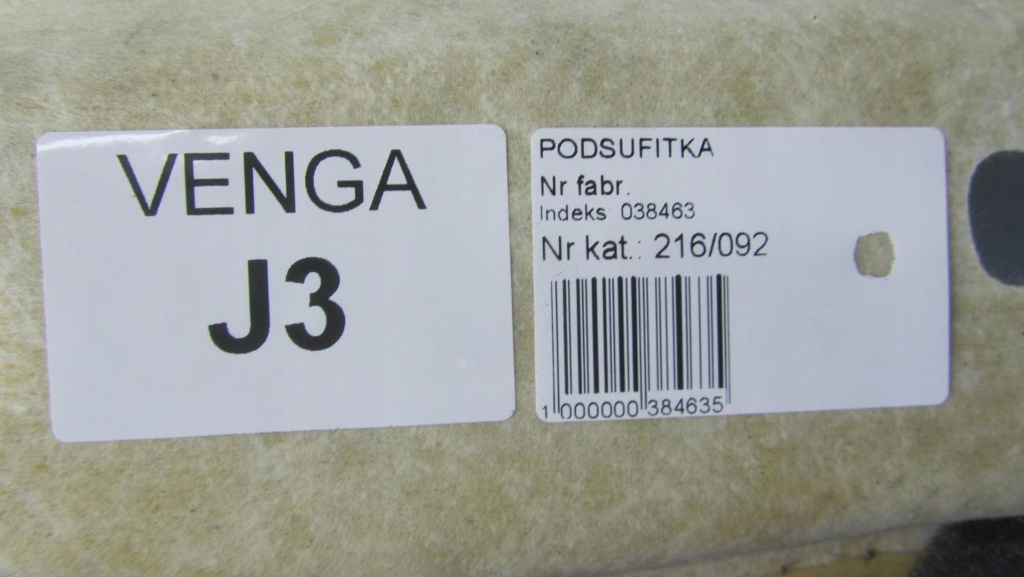 VENGA
J3
PODSUFITKA
Nr fabr.
Indeks 038463
Nr kat.: 216/092
1 000000 384635